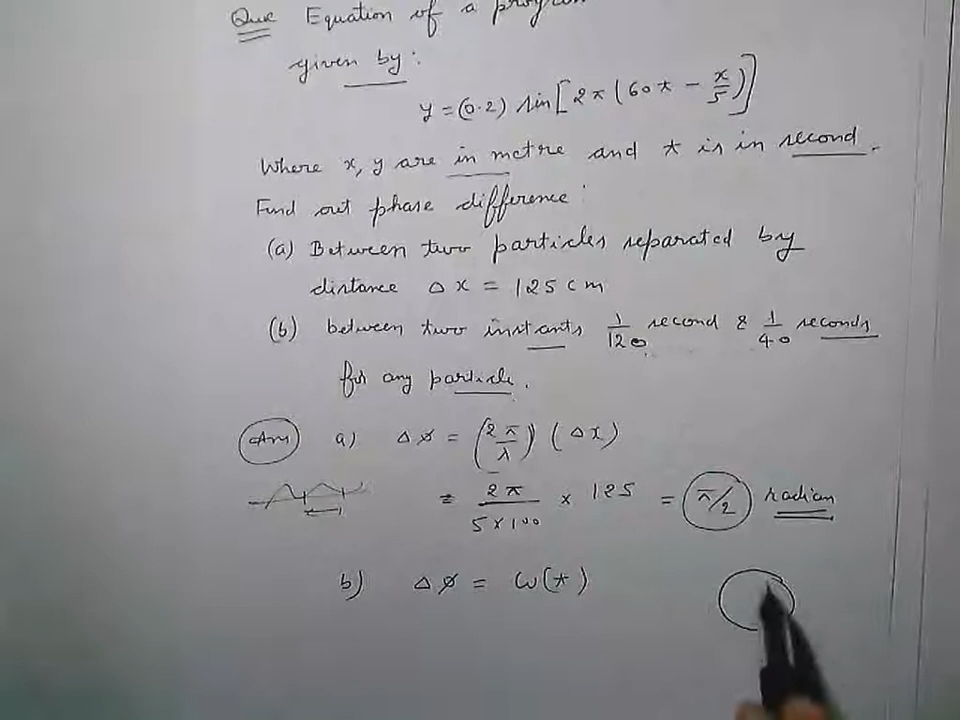 Que Equation of a
given by:
y = (0.2) sin[2π(60t - x/5)]
Where x, y are in metre and t is in second.
Find out phase difference:
(a) Between two particles separated by
distance Δx = 125 cm
(b) between two instants 1/120 second & 1/40 seconds
for any particle.
Ans a) Δø = (2π/λ) (Δx)
= 2π/5×100 × 125 = π/2 radian
b) Δø = ω(t)